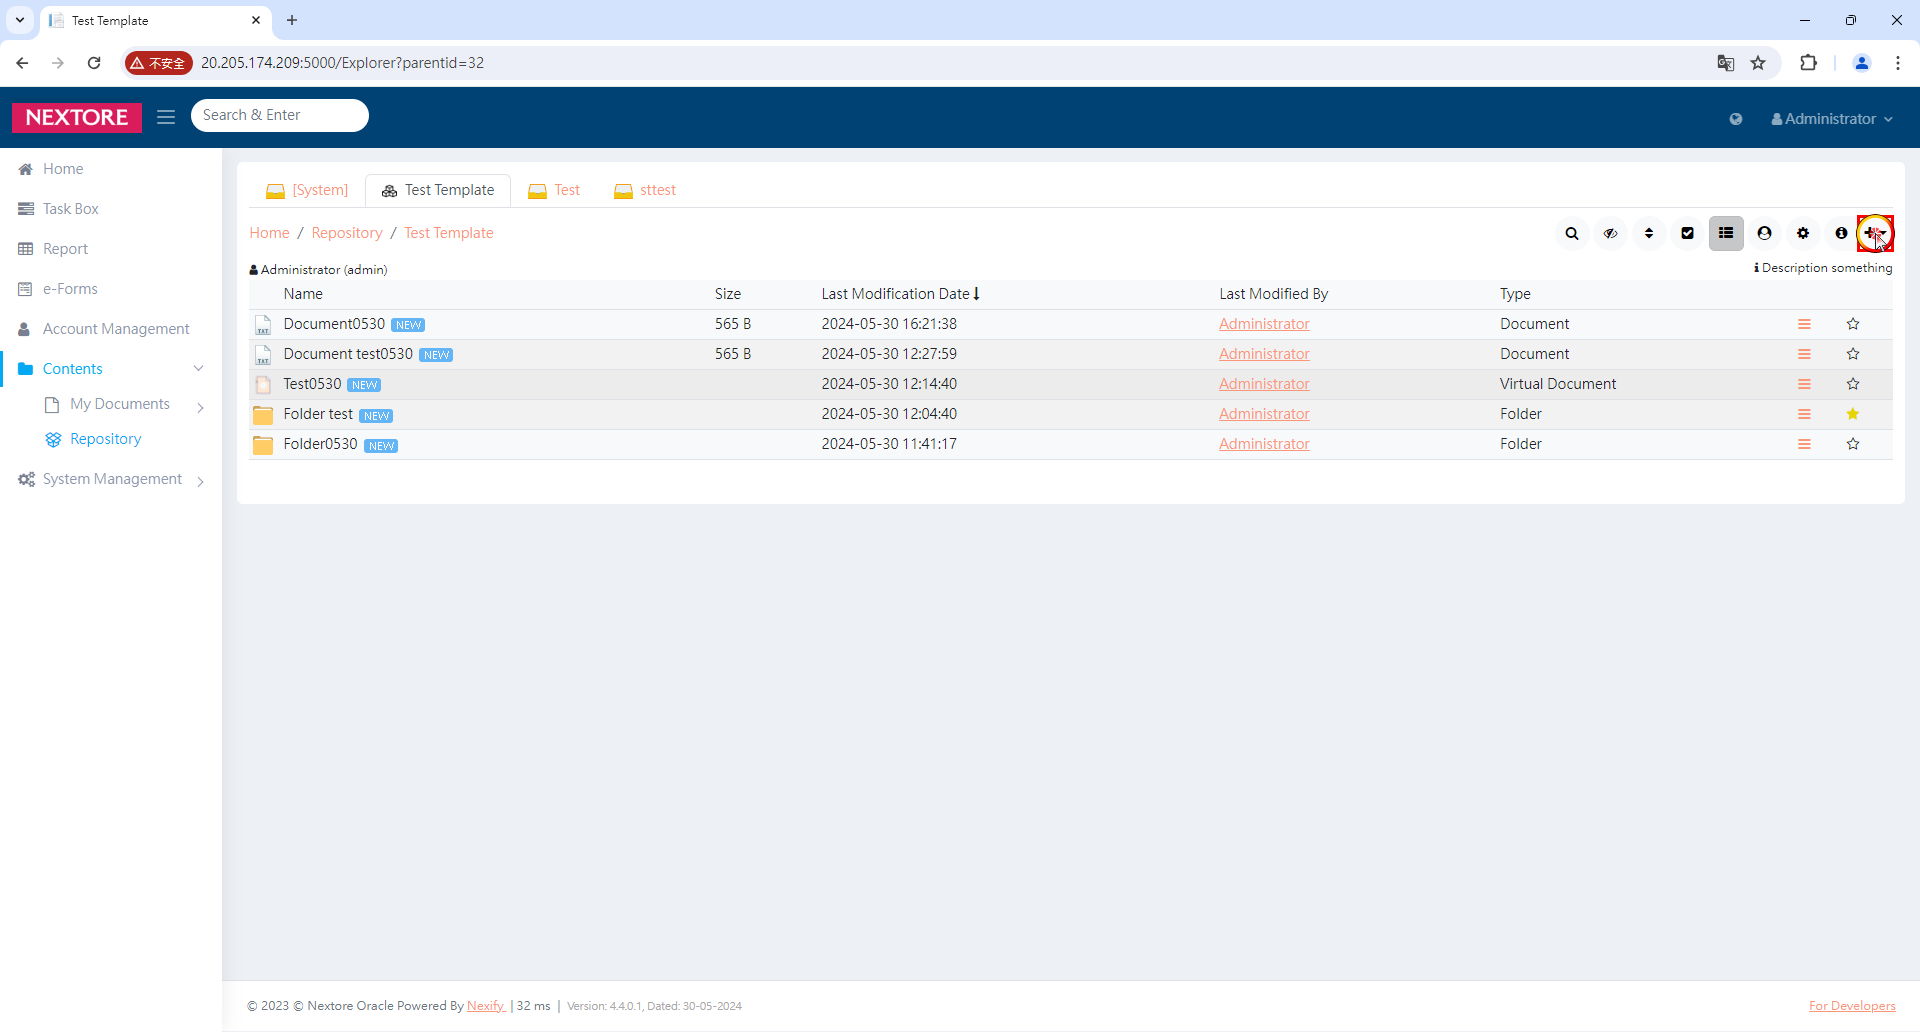 Test Template
不安全
20.205.174.209:5000/Explorer?parentid=32
NEXTORE
Search & Enter
Administrator
Home
Task Box
Report
e-Forms
Account Management
Contents
My Documents
Repository
System Management
[System]
Test Template
Test
sttest
Home / Repository / Test Template
Administrator (admin)
Description something
Name Size Last Modification Date Last Modified By Type
Document0530 NEW 565 B 2024-05-30 16:21:38 Administrator Document
Document test0530 NEW 565 B 2024-05-30 12:27:59 Administrator Document
Test0530 NEW 2024-05-30 12:14:40 Administrator Virtual Document
Folder test NEW 2024-05-30 12:04:40 Administrator Folder
Folder0530 NEW 2024-05-30 11:41:17 Administrator Folder
© 2023 © Nextore Oracle Powered By Nexify | 32 ms | Version: 4.4.0.1, Dated: 30-05-2024
For Developers